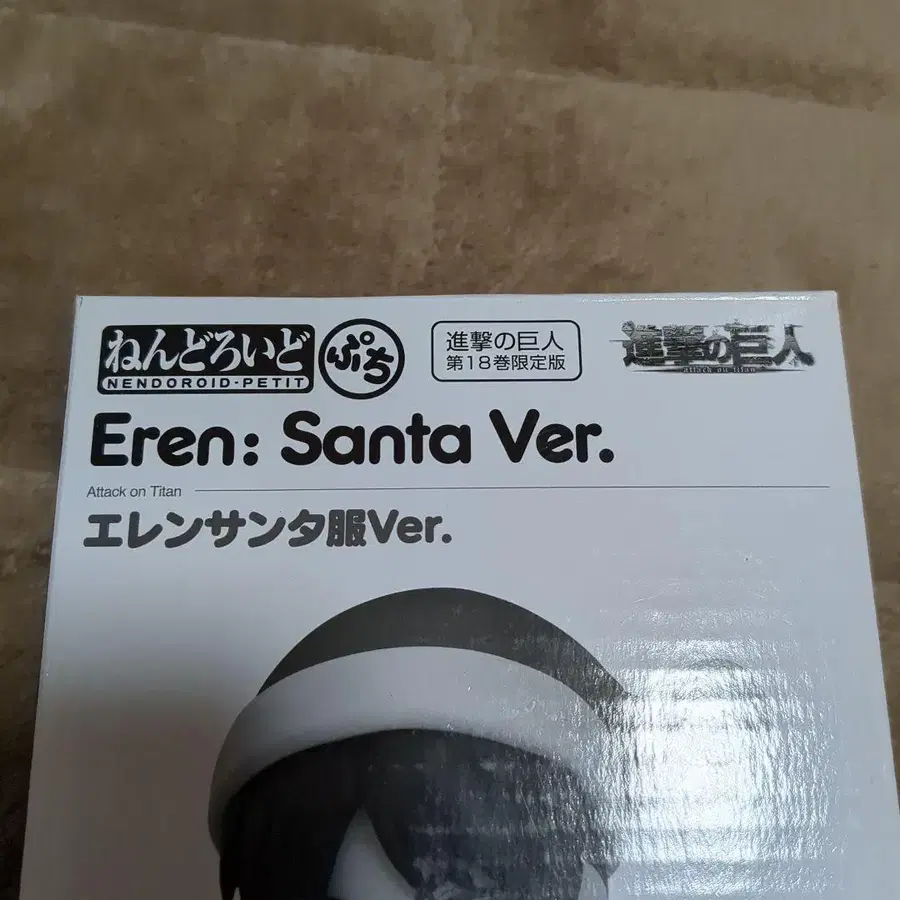 ねんどろいど
NENDOROID-PETIT
ぷち
進撃の巨人
第18巻限定版
進撃の巨人
attack on titan
Eren: Santa Ver.
Attack on Titan
エレンサンタ服Ver.